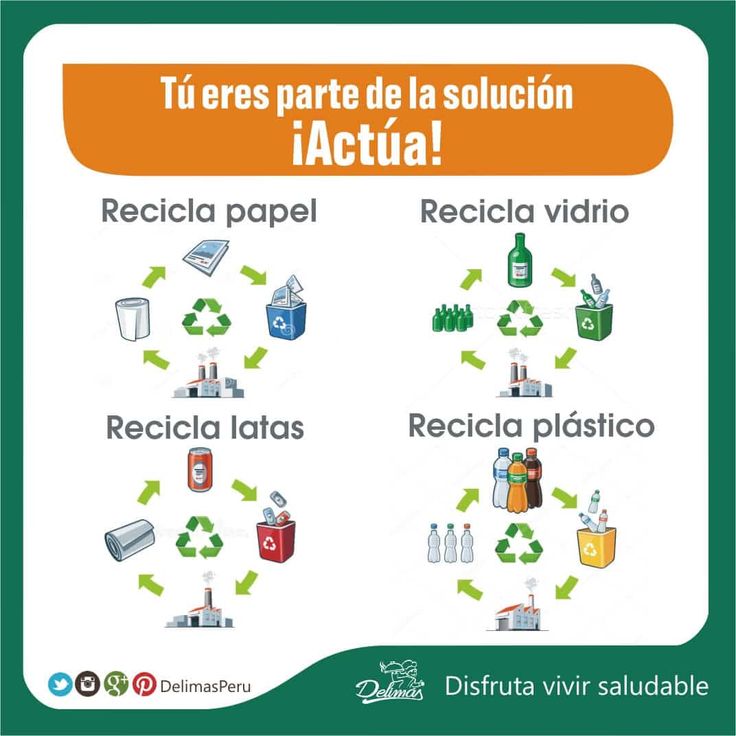 Tú eres parte de la solución
¡Actúa!
Recicla papel
Recicla vidrio
Recicla latas
Recicla plástico
DelimasPeru
Delimas
Disfruta vivir saludable